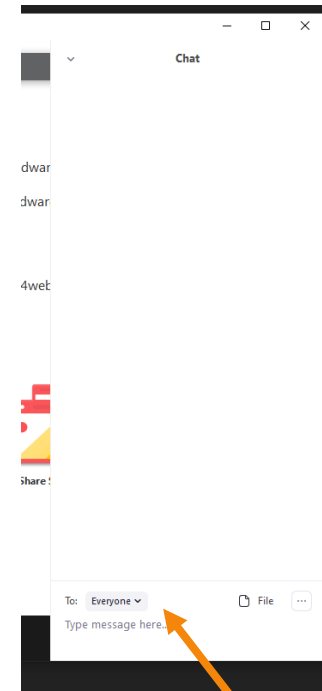 Chat
dwar
dwar
4web
Share S
To: Everyone File ...
Type message here...